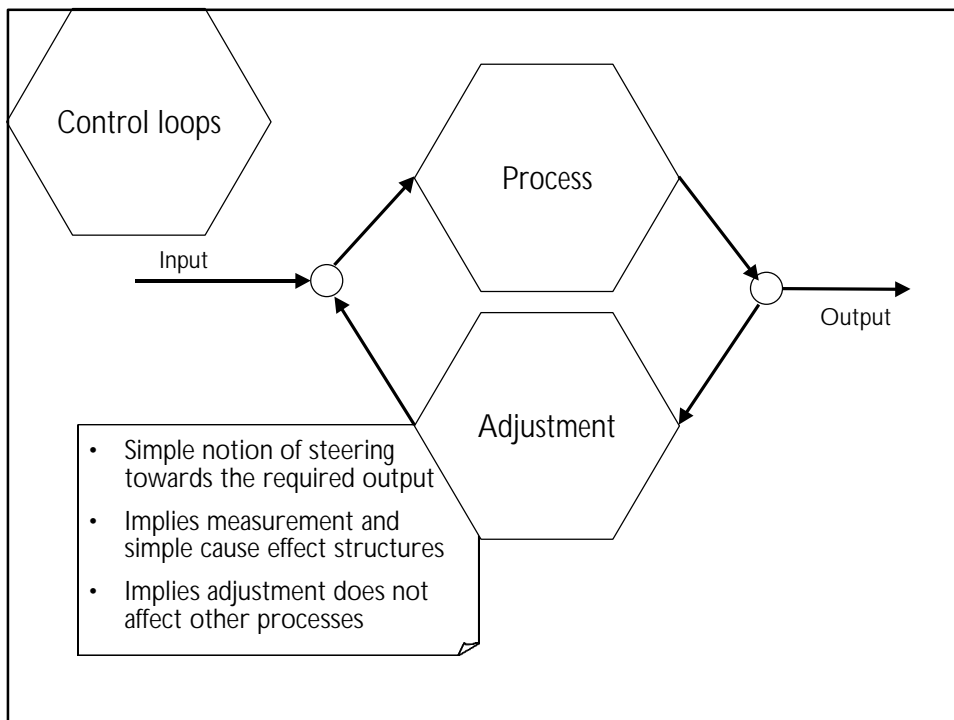 Control loops
Process
Input
Output
Adjustment
• Simple notion of steering
towards the required output
• Implies measurement and
simple cause effect structures
• Implies adjustment does not
affect other processes